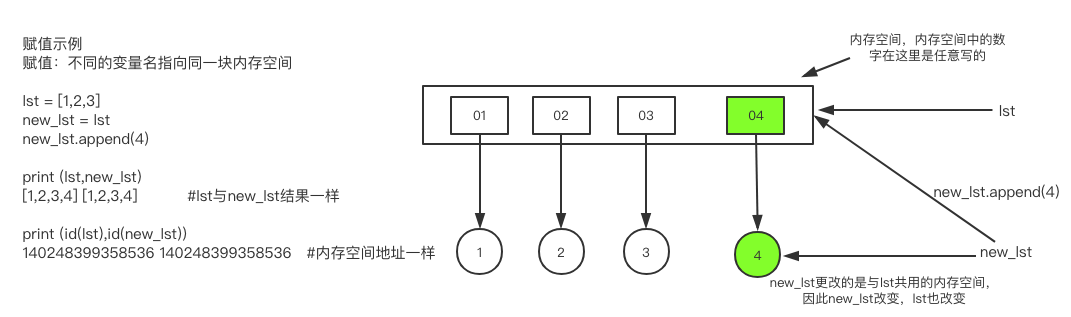 赋值示例
赋值：不同的变量名指向同一块内存空间
lst = [1,2,3]
new_lst = lst
new_lst.append(4)
print (lst,new_lst)
[1,2,3,4] [1,2,3,4] #lst与new_lst结果一样
print (id(lst),id(new_lst))
140248399358536 140248399358536 #内存空间地址一样
内存空间，内存空间中的数
字在这里是任意写的
01 02 03 04
lst
new_lst.append(4)
1 2 3 4
new_lst
new_lst更改的是与lst共用的内存空间，
因此new_lst改变，lst也改变